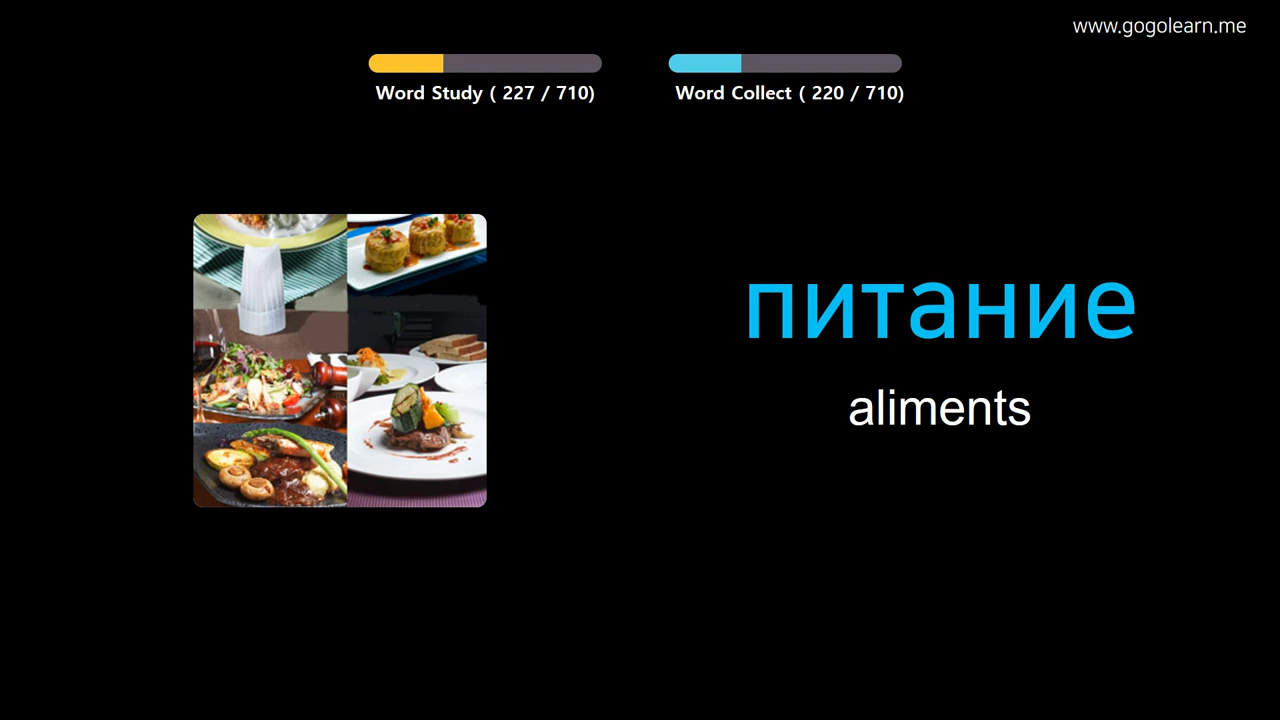 www.gogolearn.me
Word Study ( 227 / 710)
Word Collect ( 220 / 710)
питание
aliments